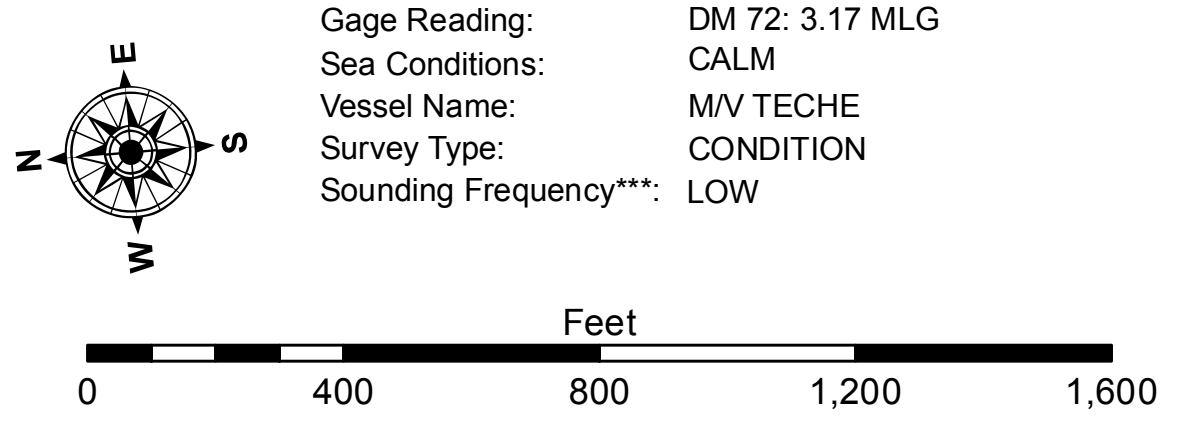 E
N
S
W
Gage Reading: DM 72: 3.17 MLG
Sea Conditions: CALM
Vessel Name: M/V TECHE
Survey Type: CONDITION
Sounding Frequency***: LOW
Feet
0 400 800 1,200 1,600